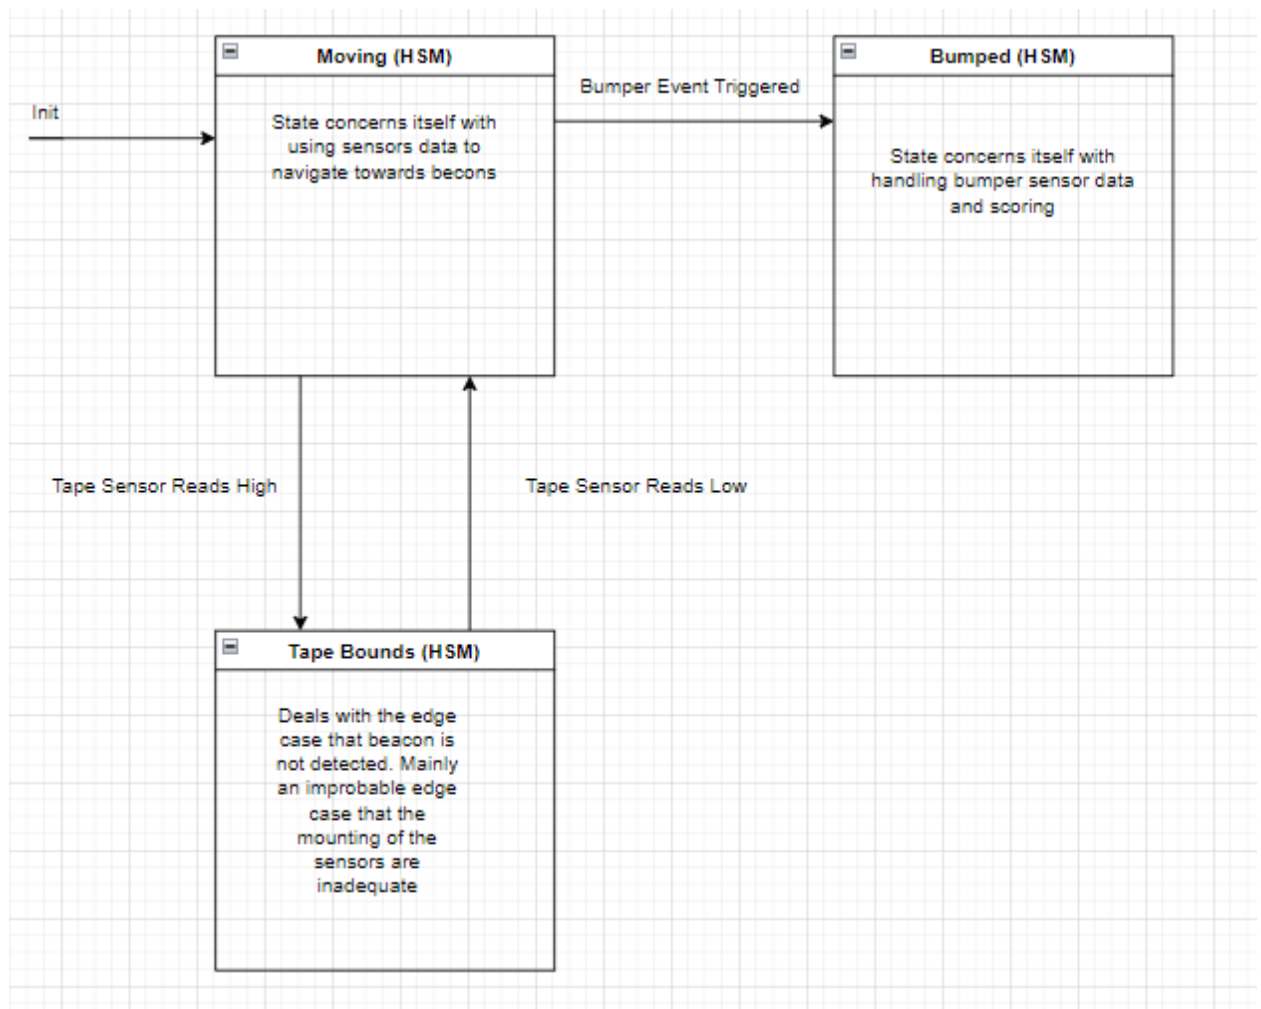 Moving (HSM)
Bumped (HSM)
Init
Bumper Event Triggered
State concerns itself with
using sensors data to
navigate towards becons
State concerns itself with
handling bumper sensor data
and scoring
Tape Sensor Reads High
Tape Sensor Reads Low
Tape Bounds (HSM)
Deals with the edge
case that beacon is
not detected. Mainly
an improbable edge
case that the
mounting of the
sensors are
inadequate